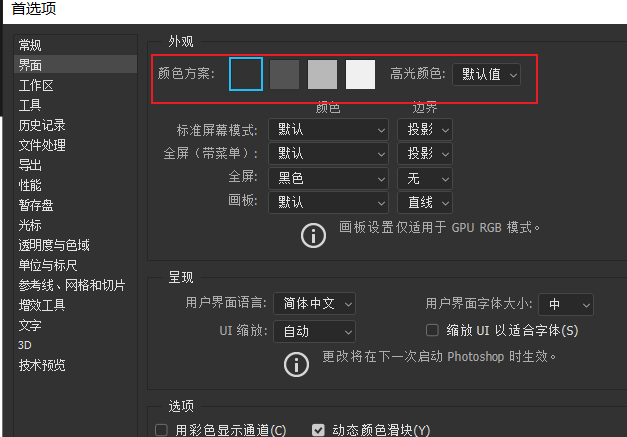 首选项
常规
界面
工作区
工具
历史记录
文件处理
导出
性能
暂存盘
光标
透明度与色域
单位与标尺
参考线、网格和切片
增效工具
文字
3D
技术预览
外观
颜色方案: 高光颜色: 默认值
颜色 边界
标准屏幕模式: 默认 投影
全屏（带菜单）: 默认 投影
全屏: 黑色 无
画板: 默认 直线
画板设置仅适用于 GPU RGB 模式。
呈现
用户界面语言: 简体中文 用户界面字体大小: 中
UI 缩放: 自动 缩放 UI 以适合字体(S)
更改将在下一次启动 Photoshop 时生效。
选项
用彩色显示通道(C) 动态颜色滑块(Y)